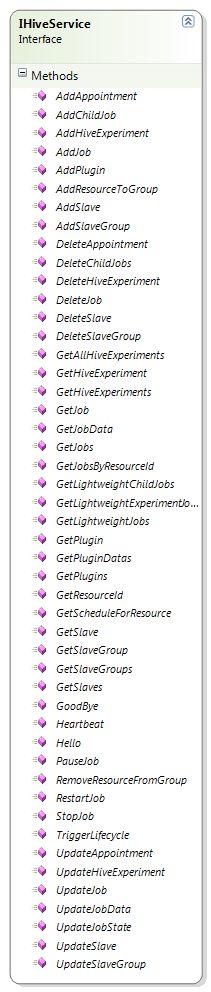 IHiveService
Interface
Methods
AddAppointment
AddChildJob
AddHiveExperiment
AddJob
AddPlugin
AddResourceToGroup
AddSlave
AddSlaveGroup
DeleteAppointment
DeleteChildJobs
DeleteHiveExperiment
DeleteJob
DeleteSlave
DeleteSlaveGroup
GetAllHiveExperiments
GetHiveExperiment
GetHiveExperiments
GetJob
GetJobData
GetJobs
GetJobsByResourceId
GetLightweightChildJobs
GetLightweightExperimentJo...
GetLightweightJobs
GetPlugin
GetPluginDatas
GetPlugins
GetResourceId
GetScheduleForResource
GetSlave
GetSlaveGroup
GetSlaveGroups
GetSlaves
GoodBye
Heartbeat
Hello
PauseJob
RemoveResourceFromGroup
RestartJob
StopJob
TriggerLifecycle
UpdateAppointment
UpdateHiveExperiment
UpdateJob
UpdateJobData
UpdateJobState
UpdateSlave
UpdateSlaveGroup